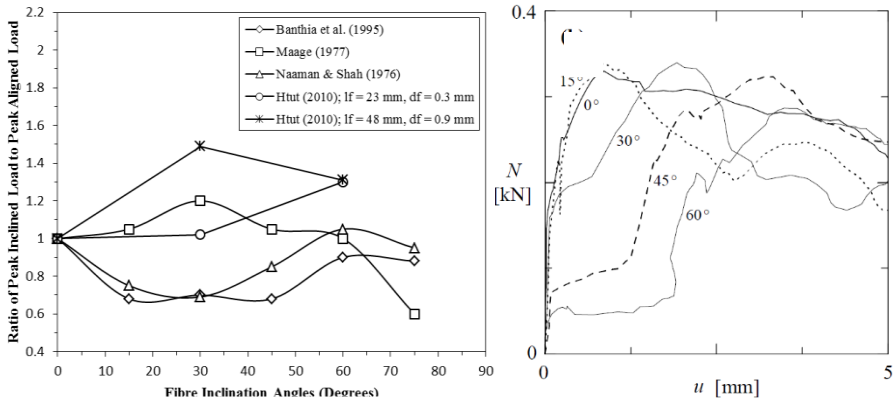 Ratio of Peak Inclined Load to Peak Aligned Load
2.2
2
1.8
1.6
1.4
1.2
1
0.8
0.6
0.4
Banthia et al. (1995)
Maage (1977)
Naaman & Shah (1976)
Htut (2010); lf = 23 mm, df = 0.3 mm
Htut (2010); lf = 48 mm, df = 0.9 mm
0 10 20 30 40 50 60 70 80 90
Fibre Inclination Angles (Degrees)
0.4
15°
0°
30°
N
[kN]
45°
60°
0
0 5
u [mm]